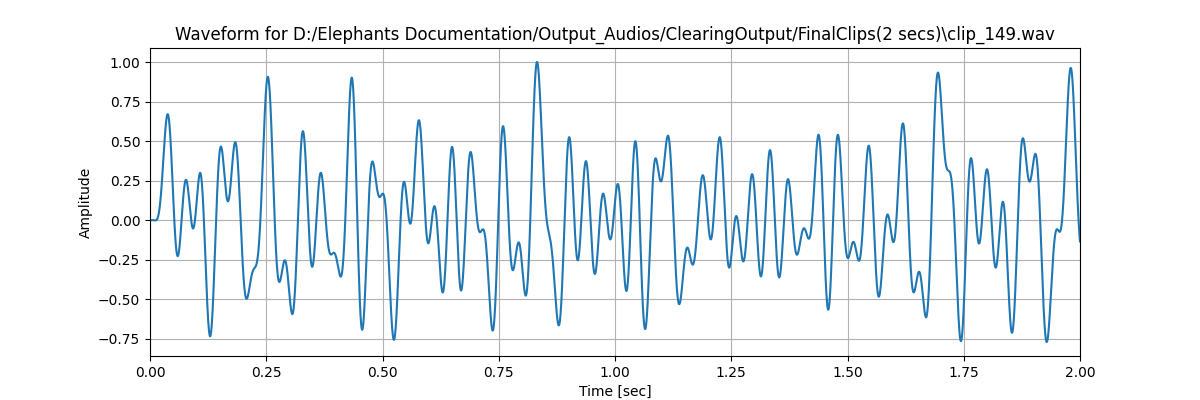 Waveform for D:/Elephants Documentation/Output_Audios/ClearingOutput/FinalClips(2 secs)\clip_149.wav
1.00
0.75
0.50
0.25
0.00
−0.25
−0.50
−0.75
Amplitude
0.00 0.25 0.50 0.75 1.00 1.25 1.50 1.75 2.00
Time [sec]